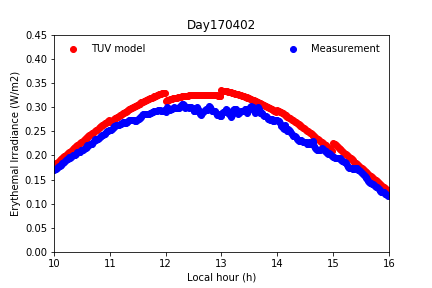 Day170402
TUV model
Measurement
Erythemal Irradiance (W/m2)
0.45
0.40
0.35
0.30
0.25
0.20
0.15
0.10
0.05
0.00
10 11 12 13 14 15 16
Local hour (h)